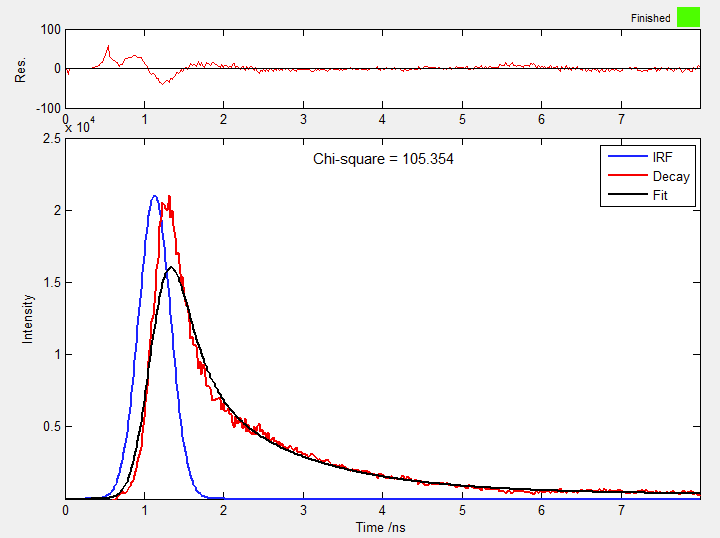 Finished
100
0
-100
Res.
0 1 2 3 4 5 6 7
x 10^4
2.5
2
1.5
1
0.5
Intensity
Chi-square = 105.354
IRF
Decay
Fit
0 1 2 3 4 5 6 7
Time /ns